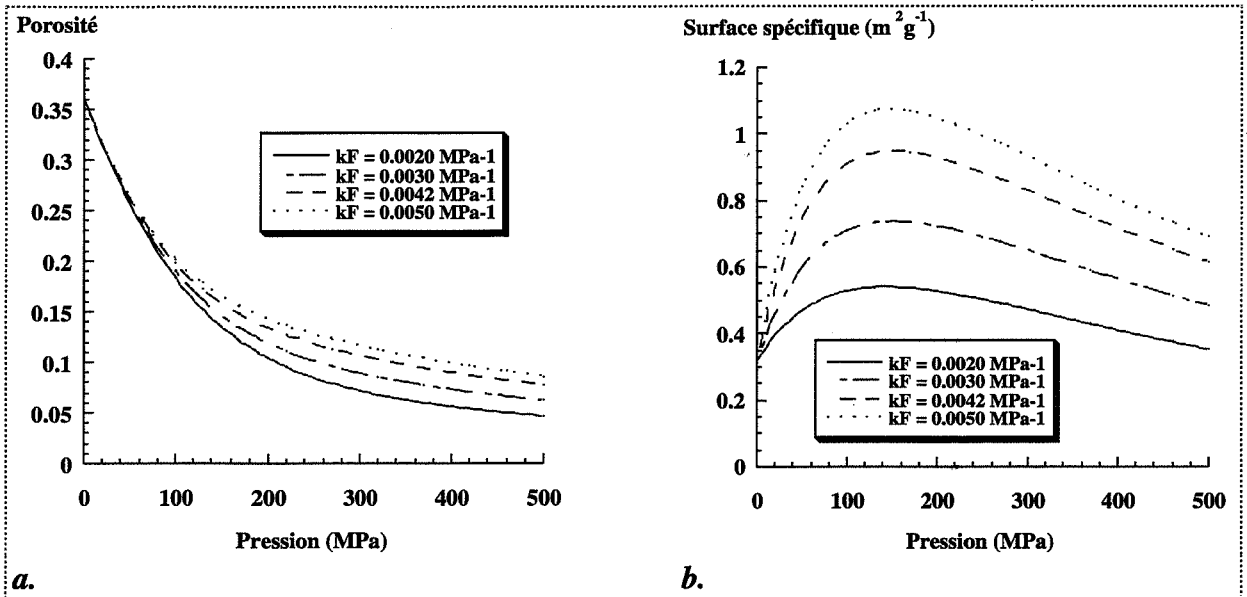 Porosité
0.4
0.35
0.3
0.25
0.2
0.15
0.1
0.05
0
kF = 0.0020 MPa-1
kF = 0.0030 MPa-1
kF = 0.0042 MPa-1
kF = 0.0050 MPa-1
0 100 200 300 400 500
Pression (MPa)
a.
Surface spécifique (m²g⁻¹)
1.2
1
0.8
0.6
0.4
0.2
0
kF = 0.0020 MPa-1
kF = 0.0030 MPa-1
kF = 0.0042 MPa-1
kF = 0.0050 MPa-1
0 100 200 300 400 500
Pression (MPa)
b.